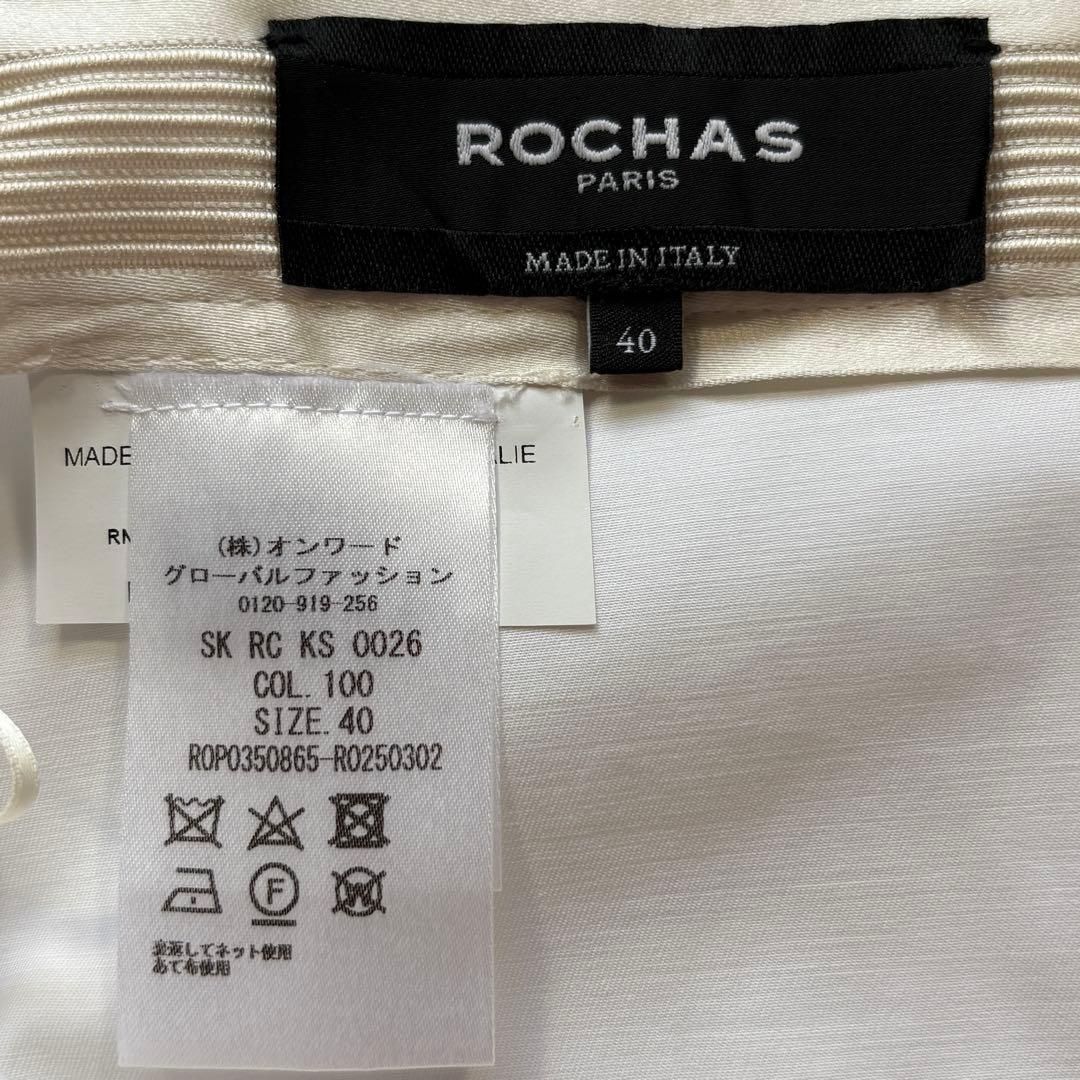 ROCHAS
PARIS
MADE IN ITALY
40
MADE
ALIE
RN
(株)オンワード
グローバルファッション
0120-919-256
SK RC KS 0026
COL. 100
SIZE. 40
ROP0350865-RO250302
F
W
裏返してネット使用
あて布使用